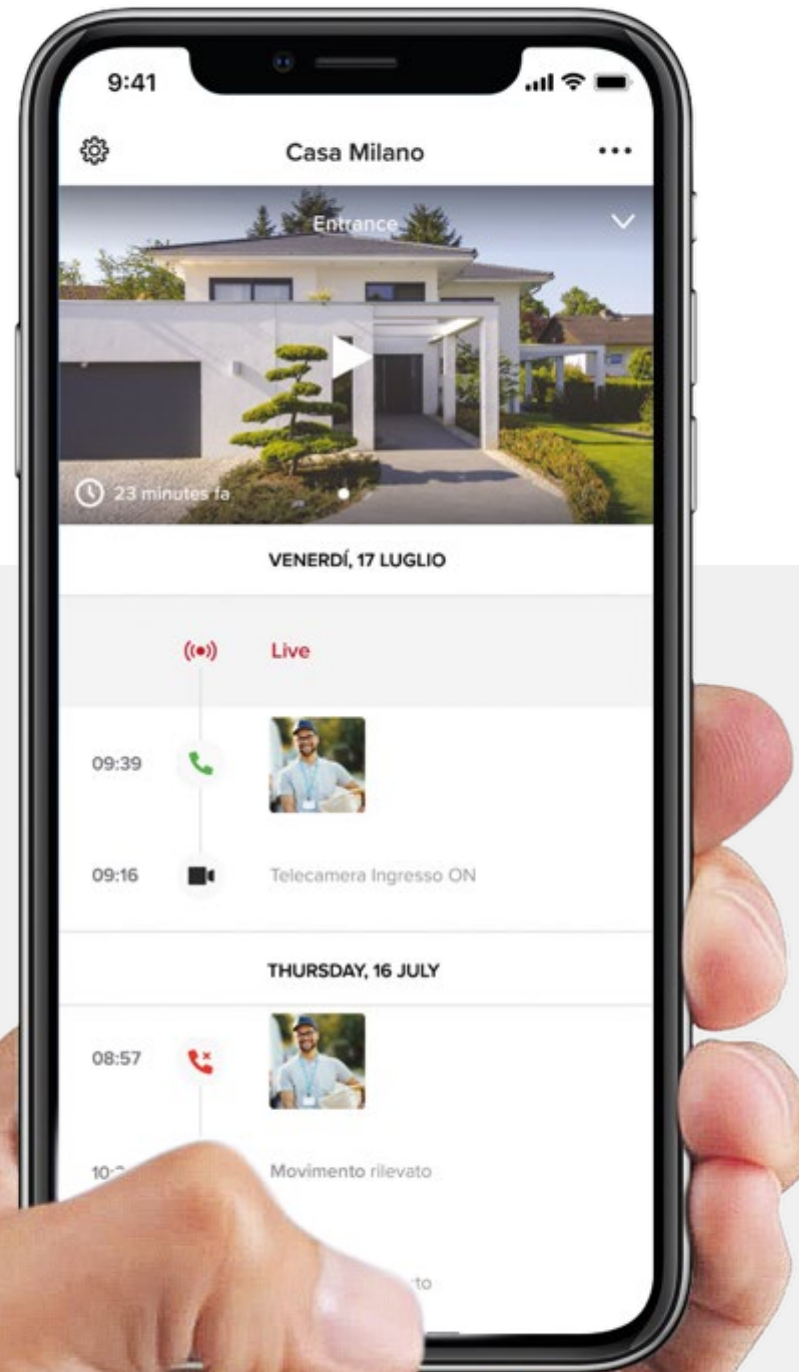 9:41
Casa Milano
Entrance
23 minutes fa
VENERDÍ, 17 LUGLIO
Live
09:39
09:16 Telecamera Ingresso ON
THURSDAY, 16 JULY
08:57
Movimento rilevato